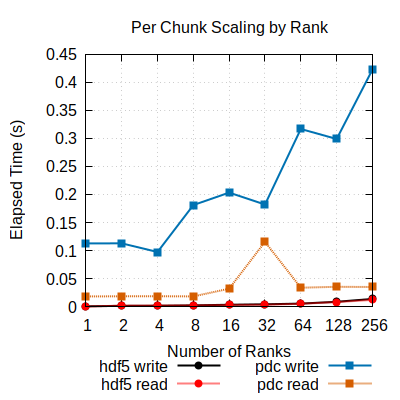 Per Chunk Scaling by Rank
0.45
0.4
0.35
0.3
0.25
0.2
0.15
0.1
0.05
0
Elapsed Time (s)
1 2 4 8 16 32 64 128 256
Number of Ranks
hdf5 write pdc write
hdf5 read pdc read